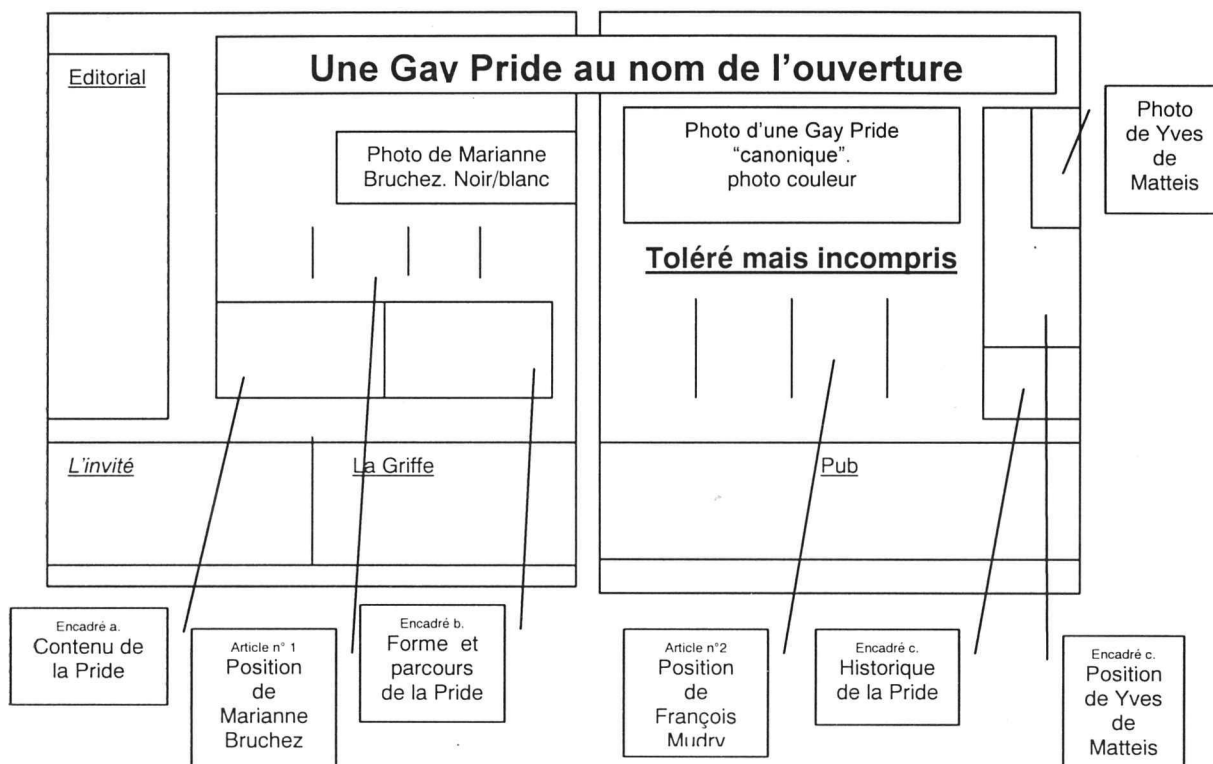 Une Gay Pride au nom de l'ouverture
Editorial
Photo de Marianne
Bruchez. Noir/blanc
Photo d'une Gay Pride
“canonique”.
photo couleur
Photo
de Yves
de
Matteis
Toléré mais incompris
L'invité
La Griffe
Pub
Encadré a.
Contenu de
la Pride
Article n° 1
Position
de
Marianne
Bruchez
Encadré b.
Forme et
parcours
de la Pride
Article n°2
Position
de
François
Mudry
Encadré c.
Historique
de la Pride
Encadré c.
Position
de Yves
de
Matteis